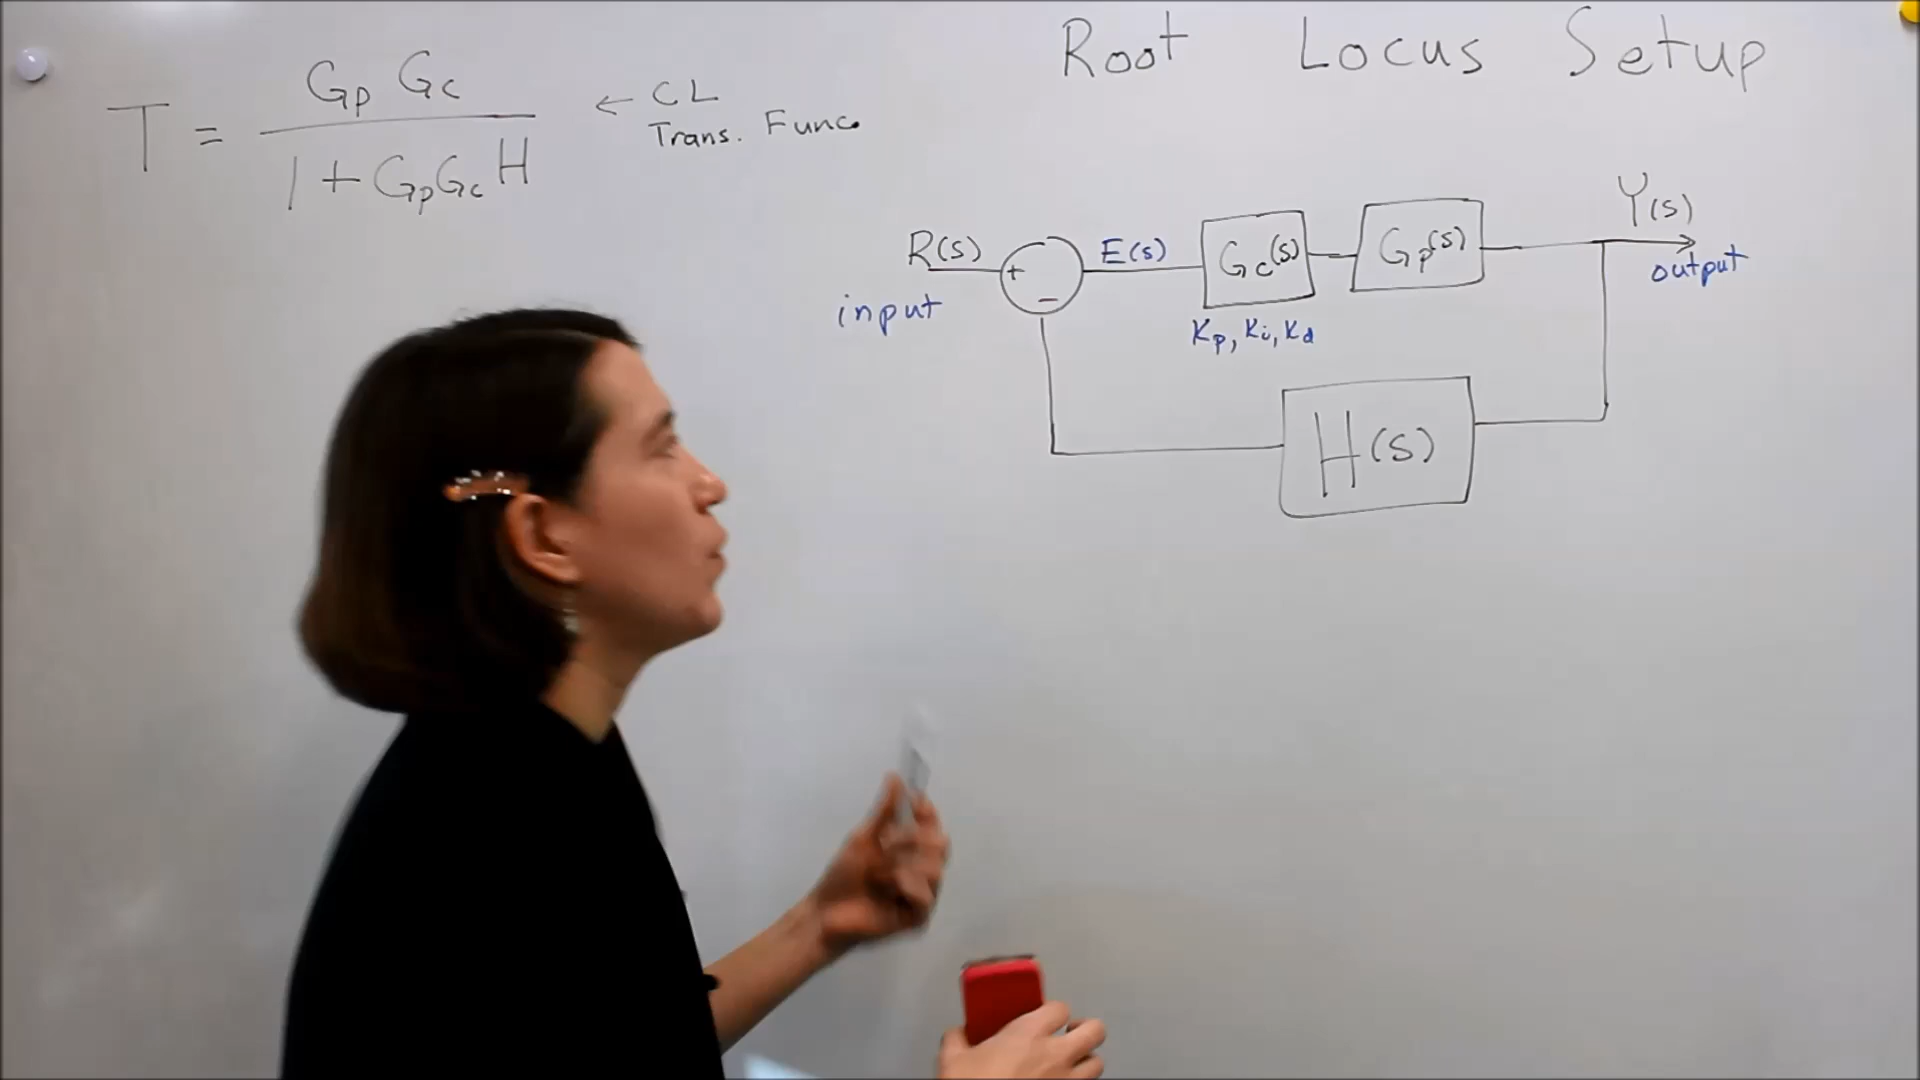 Root Locus Setup
T = Gp Gc / 1 + GpGc H
← CL
Trans. Func.
R(s)
input
+
−
E(s)
Gc(s)
Kp, Ki, Kd
Gp(s)
Y(s)
output
H(s)